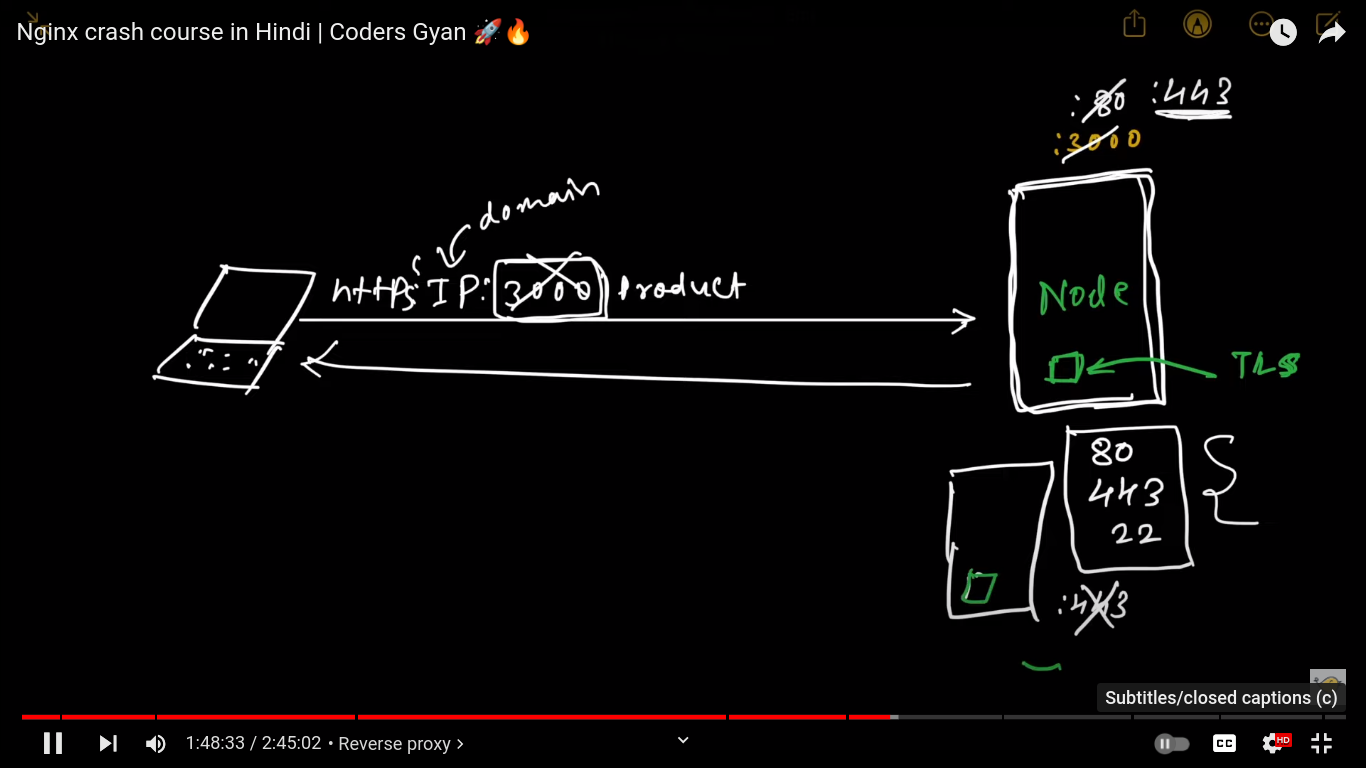 Nginx crash course in Hindi | Coders Gyan 🚀🔥
:80 :443
:3000
domain
https: IP: 3000 Product
Node
TLS
80
443
22
:443
Subtitles/closed captions (c)
1:48:33 / 2:45:02 • Reverse proxy >
CC HD